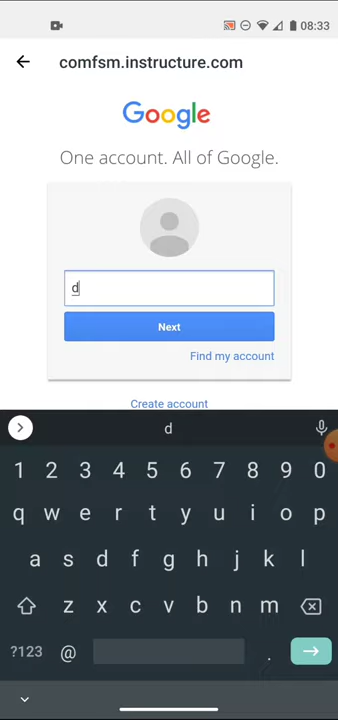 08:33
comfsm.instructure.com
Google
One account. All of Google.
d
Next
Find my account
Create account
d
1 2 3 4 5 6 7 8 9 0
q w e r t y u i o p
a s d f g h j k l
z x c v b n m
?123 @ .